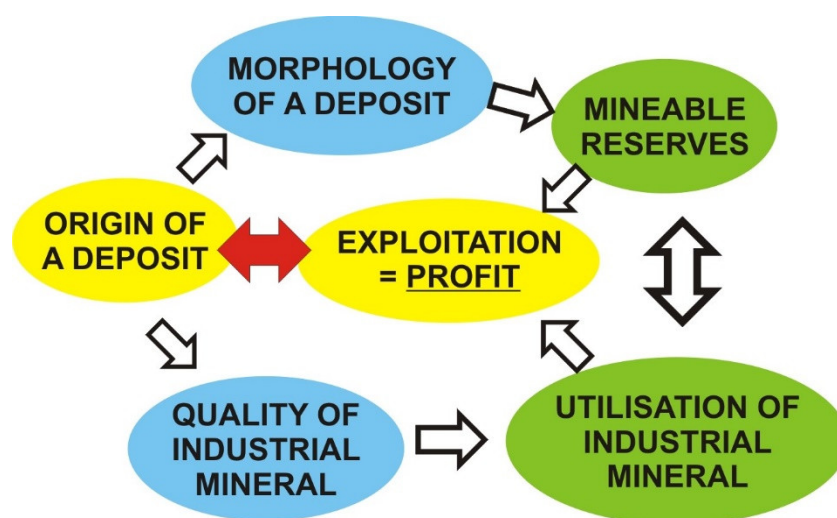 MORPHOLOGY
OF A DEPOSIT
MINEABLE
RESERVES
ORIGIN OF
A DEPOSIT
EXPLOITATION
= PROFIT
QUALITY OF
INDUSTRIAL
MINERAL
UTILISATION OF
INDUSTRIAL
MINERAL